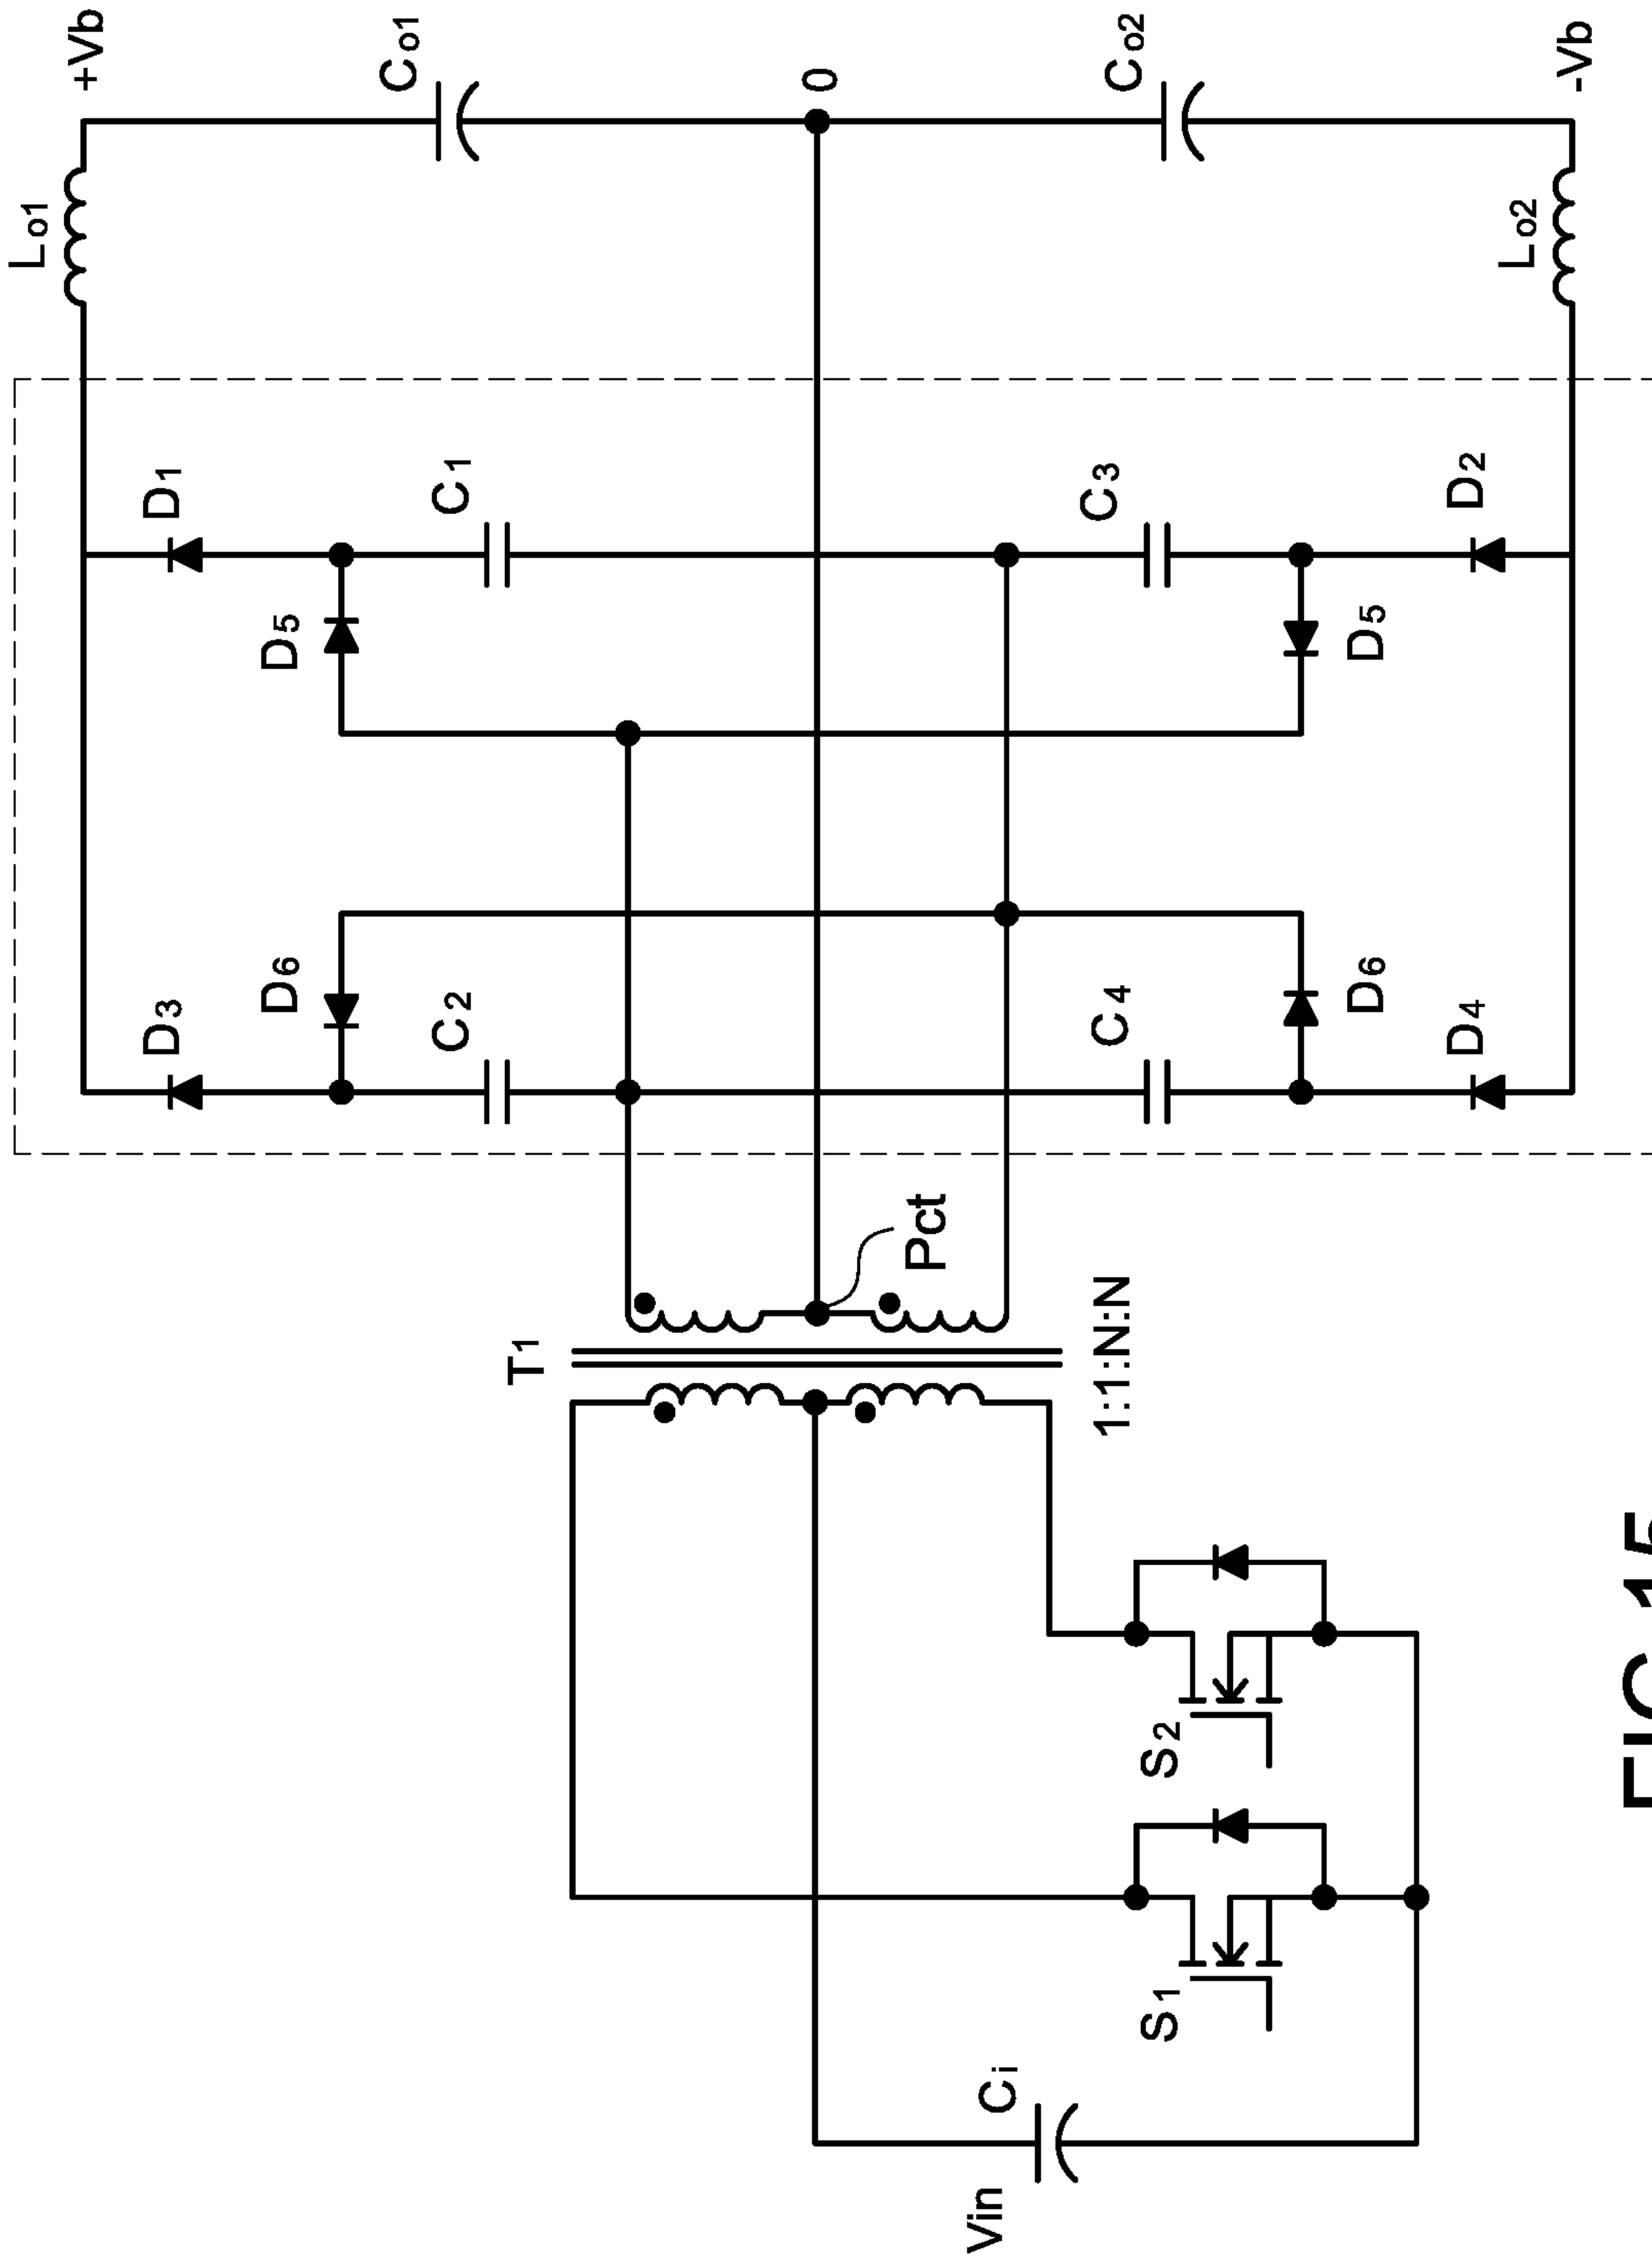 Lo1
+Vb
D1
D3
Co1
D5
D6
C1
C2
T1
0
Pct
Vin
Ci
1:1:N:N
C3
C4
Co2
S1
S2
D5
D6
D2
D4
Lo2
-Vb